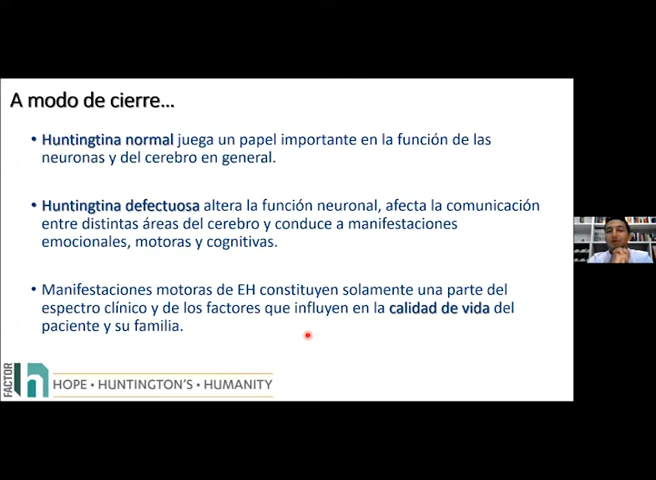 A modo de cierre...
• Huntingtina normal juega un papel importante en la función de las
neuronas y del cerebro en general.
• Huntingtina defectuosa altera la función neuronal, afecta la comunicación
entre distintas áreas del cerebro y conduce a manifestaciones
emocionales, motoras y cognitivas.
• Manifestaciones motoras de EH constituyen solamente una parte del
espectro clínico y de los factores que influyen en la calidad de vida del
paciente y su familia.
FACTOR
h
HOPE • HUNTINGTON'S • HUMANITY